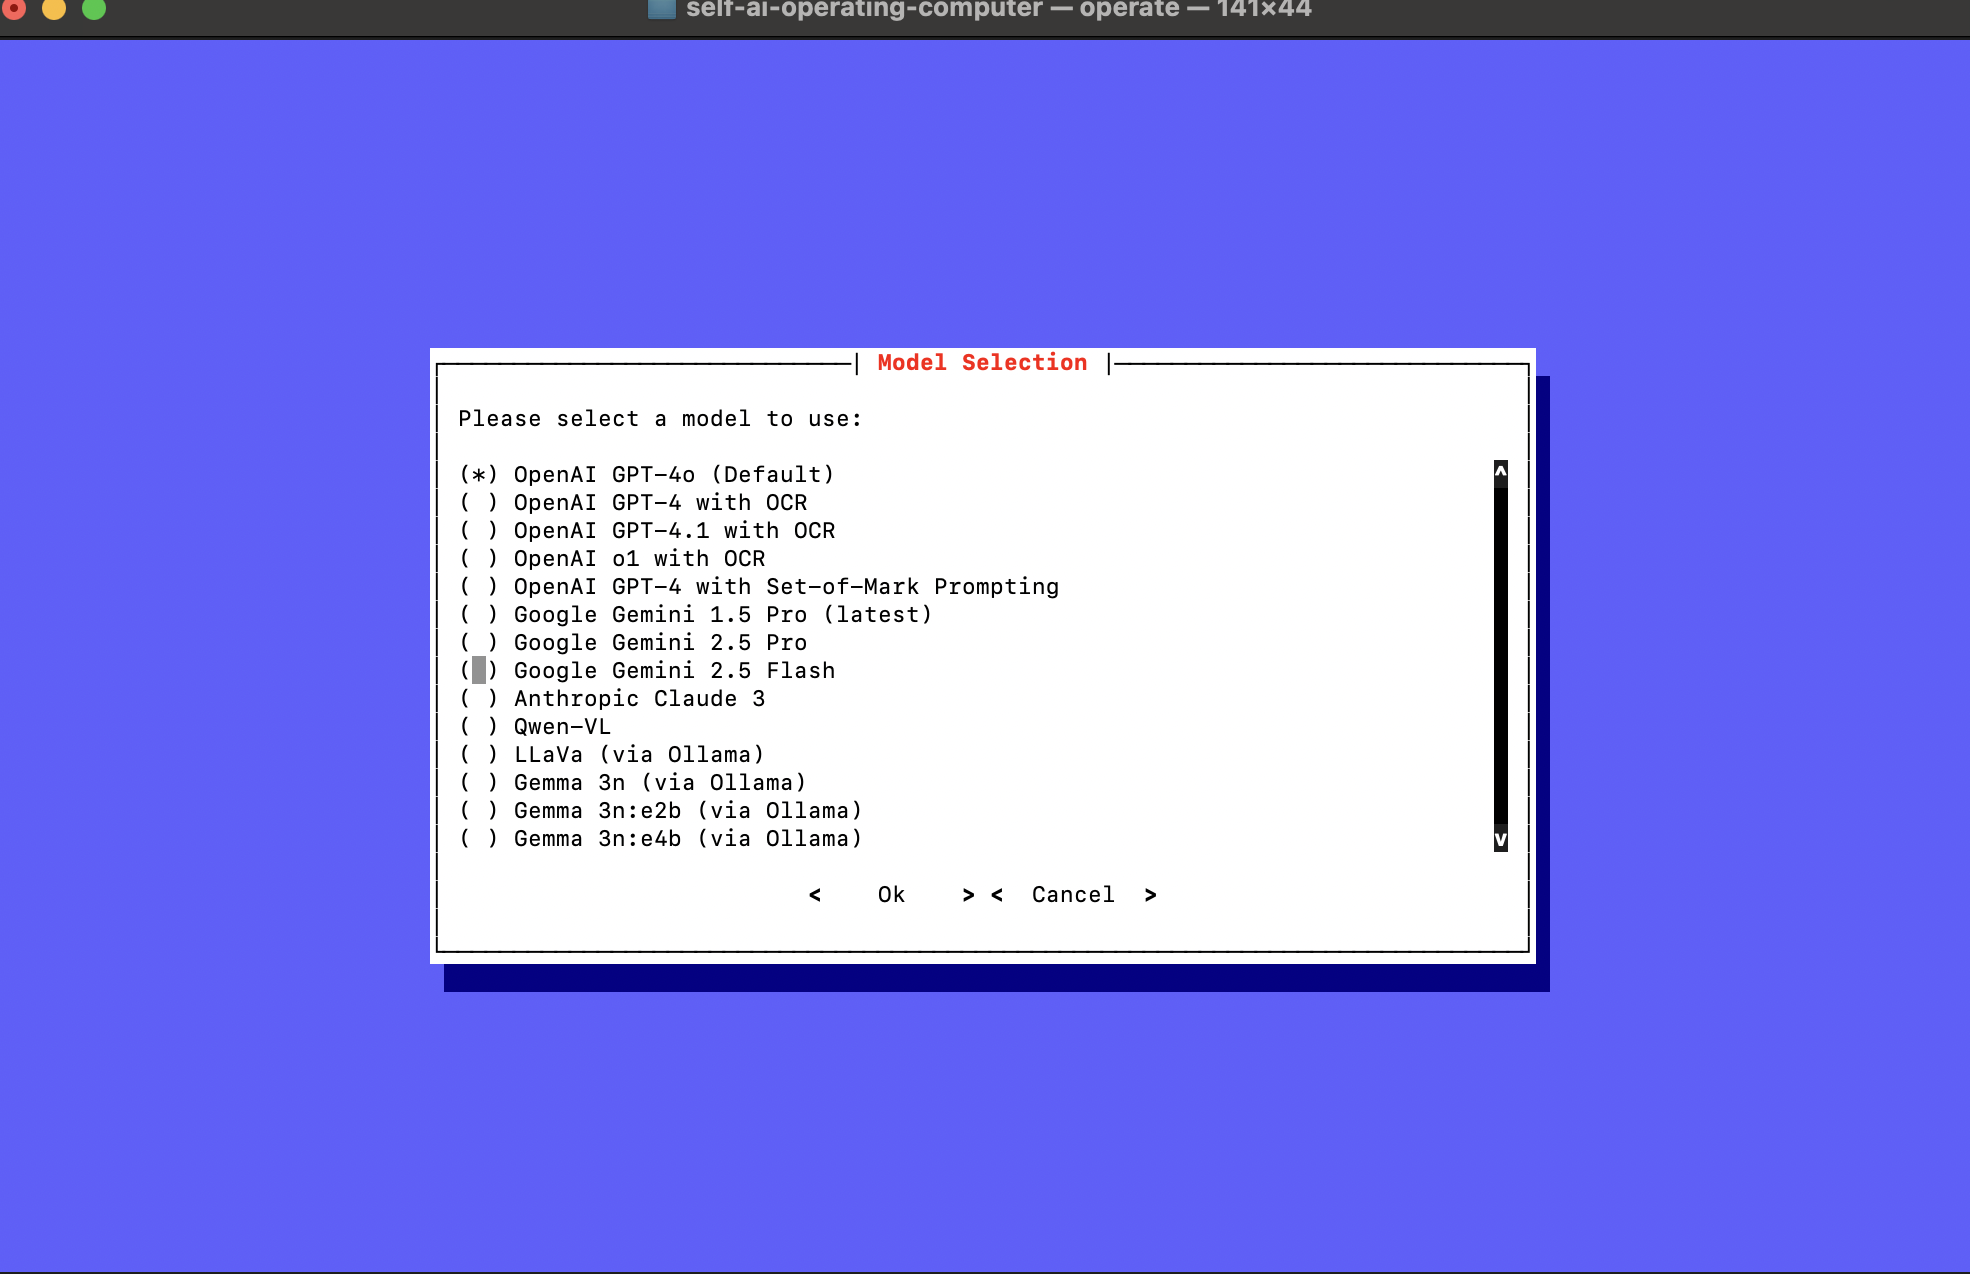 self-ai-operating-computer — operate — 141×44
Model Selection
Please select a model to use:
(*) OpenAI GPT-4o (Default)
( ) OpenAI GPT-4 with OCR
( ) OpenAI GPT-4.1 with OCR
( ) OpenAI o1 with OCR
( ) OpenAI GPT-4 with Set-of-Mark Prompting
( ) Google Gemini 1.5 Pro (latest)
( ) Google Gemini 2.5 Pro
( ) Google Gemini 2.5 Flash
( ) Anthropic Claude 3
( ) Qwen-VL
( ) LLaVa (via Ollama)
( ) Gemma 3n (via Ollama)
( ) Gemma 3n:e2b (via Ollama)
( ) Gemma 3n:e4b (via Ollama)
^
v
< Ok > < Cancel >